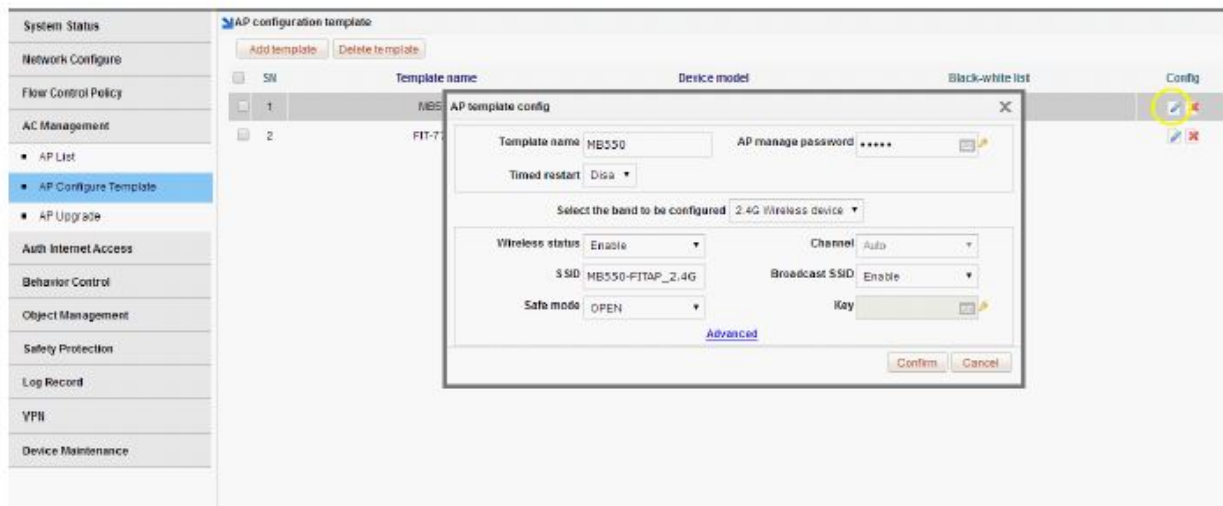 System Status
Network Configure
Flow Control Policy
AC Management
AP List
AP Configure Template
AP Upgrade
Auth Internet Access
Behavior Control
Object Management
Safety Protection
Log Record
VPN
Device Maintenance
AP configuration template
Add template Delete template
SN Template name Device model Black-white list Config
1 MB5
2 FIT-77
AP template config
Template name MB550 AP manage password •••••
Timed restart Disa
Select the band to be configured 2.4G Wireless device
Wireless status Enable Channel Auto
SSID MB550-FITAP_2.4G Broadcast SSID Enable
Safe mode OPEN Key
Advanced
Confirm Cancel